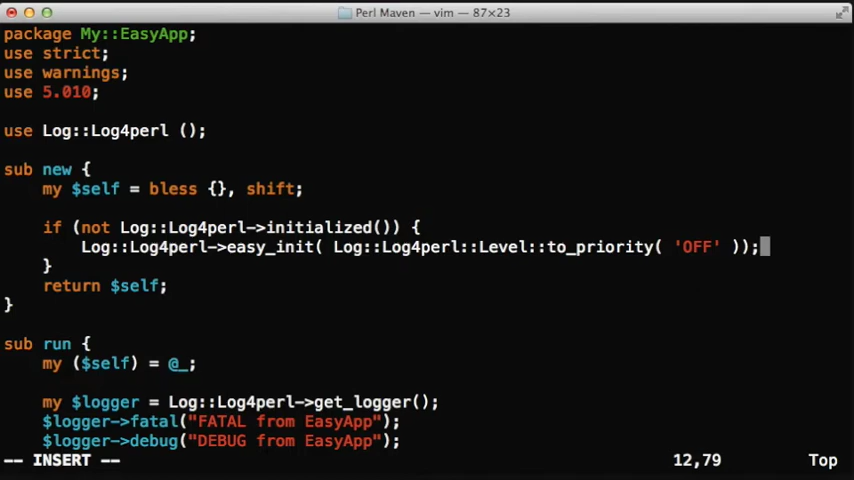 Perl Maven — vim — 87×23
package My::EasyApp;
use strict;
use warnings;
use 5.010;
use Log::Log4perl ();
sub new {
    my $self = bless {}, shift;
    if (not Log::Log4perl->initialized()) {
        Log::Log4perl->easy_init( Log::Log4perl::Level::to_priority( 'OFF' ));
    }
    return $self;
}
sub run {
    my ($self) = @_;
    my $logger = Log::Log4perl->get_logger();
    $logger->fatal("FATAL from EasyApp");
    $logger->debug("DEBUG from EasyApp");
-- INSERT -- 12,79 Top